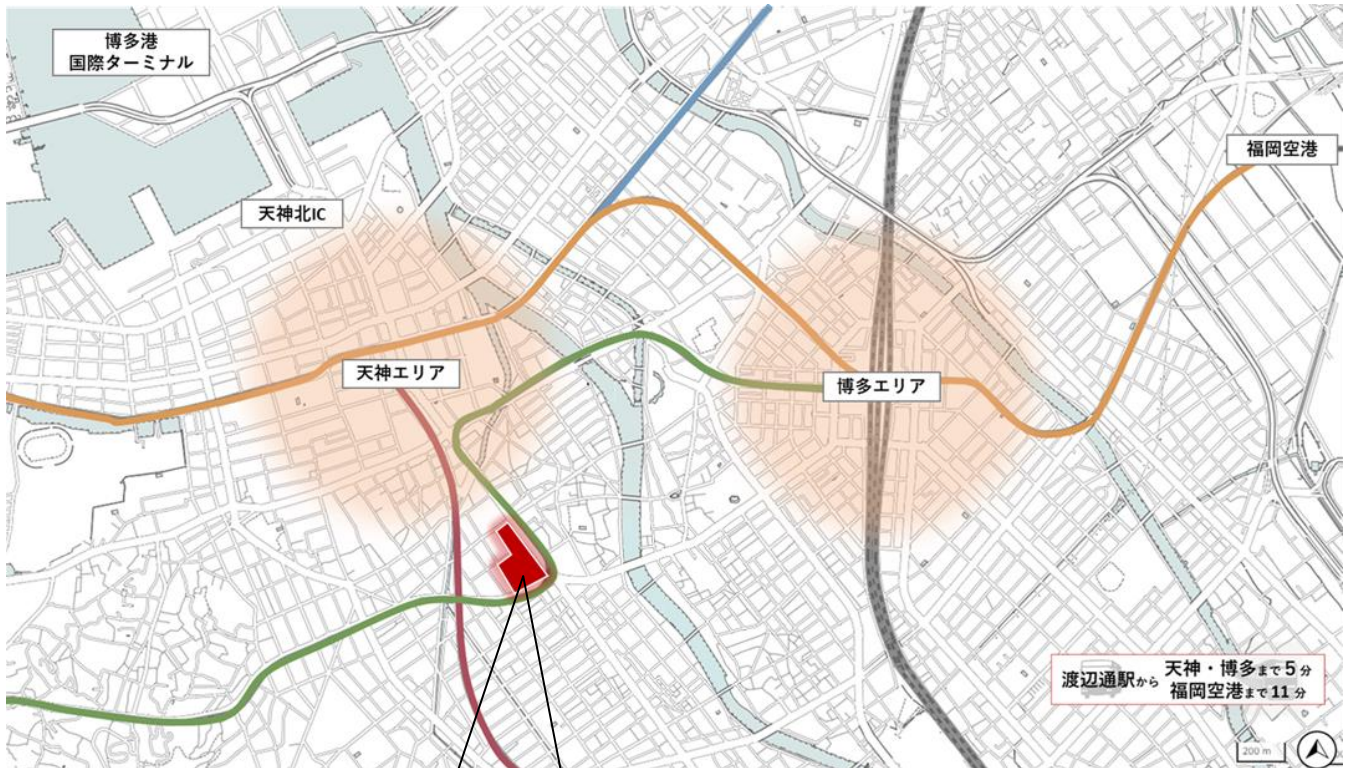 博多港
国際ターミナル
福岡空港
天神北IC
天神エリア
博多エリア
渡辺通駅から 天神・博多まで5分
福岡空港まで11分
200 m